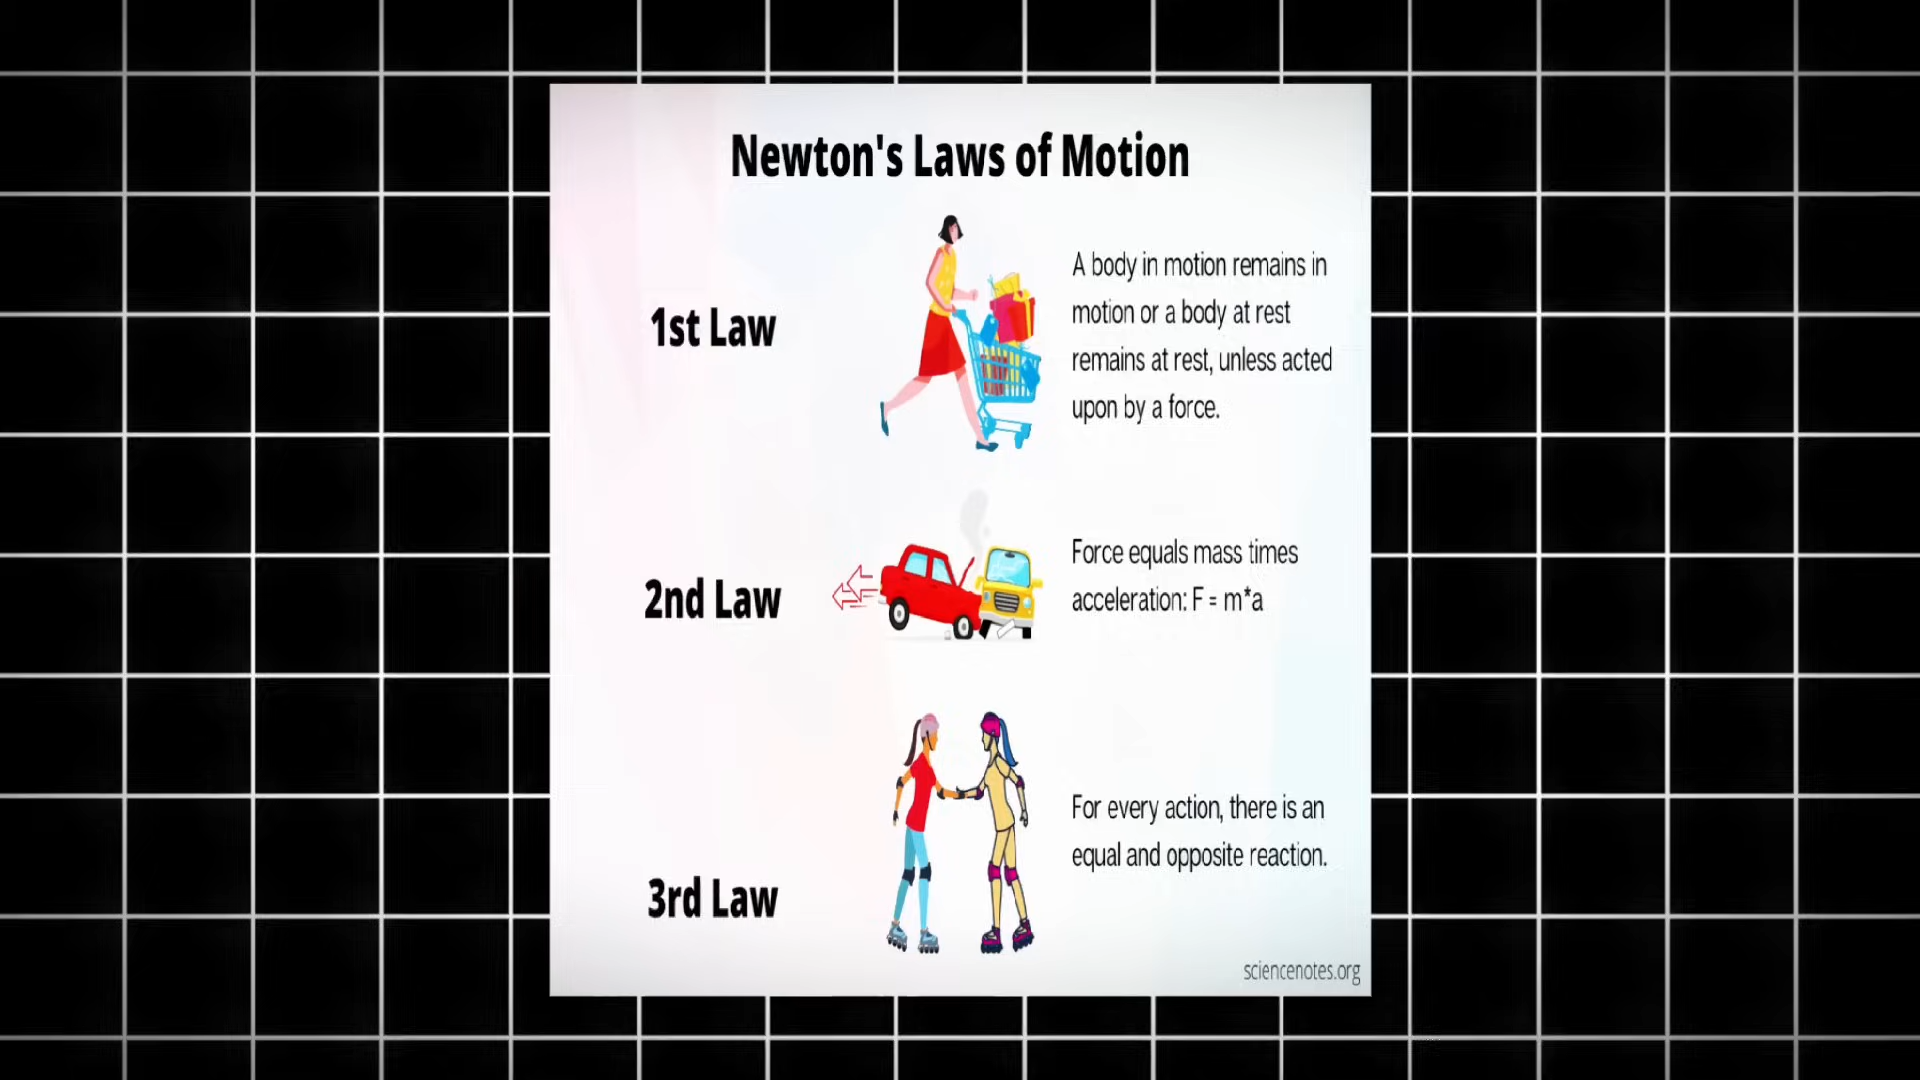 Newton's Laws of Motion
1st Law
A body in motion remains in
motion or a body at rest
remains at rest, unless acted
upon by a force.
2nd Law
Force equals mass times
acceleration: F = m*a
3rd Law
For every action, there is an
equal and opposite reaction.
sciencenotes.org